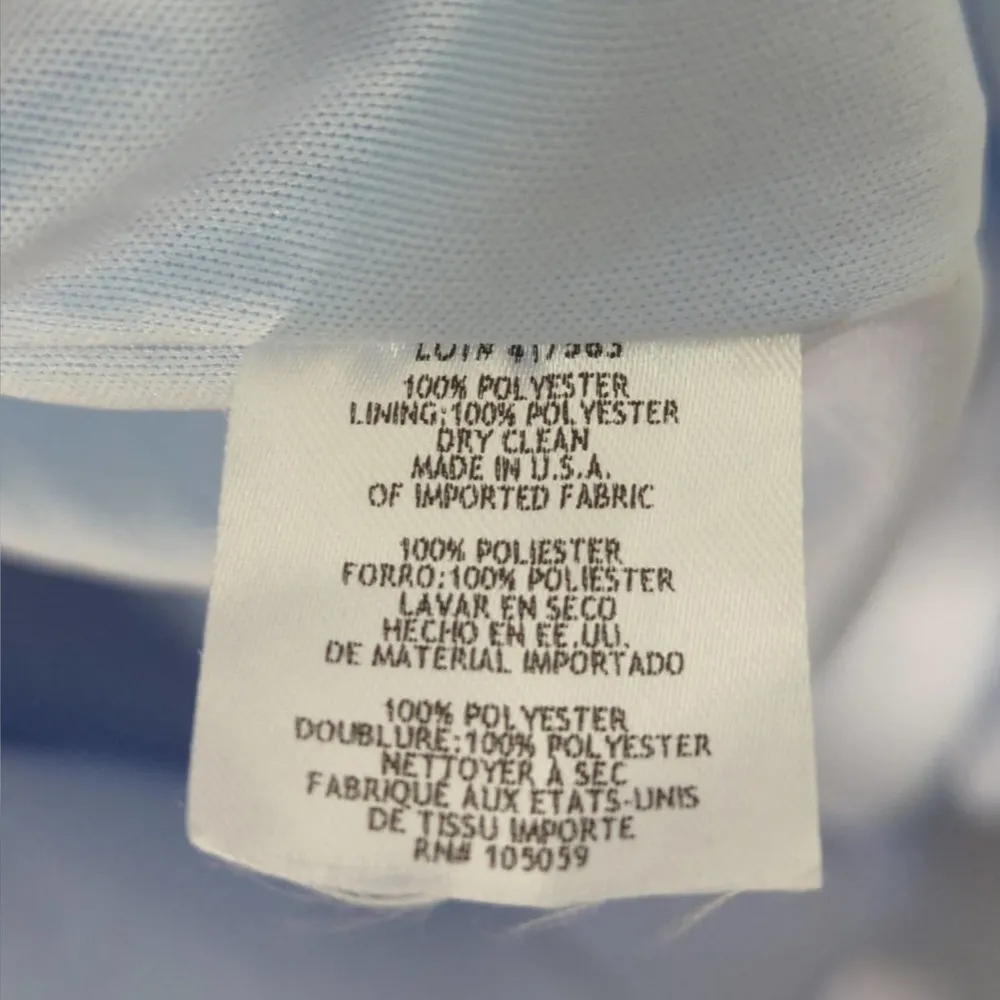 LOT#
100% POLYESTER
LINING:100% POLYESTER
DRY CLEAN
MADE IN U.S.A.
OF IMPORTED FABRIC
100% POLIESTER
FORRO:100% POLIESTER
LAVAR EN SECO
HECHO EN EE.UU.
DE MATERIAL IMPORTADO
100% POLYESTER
DOUBLURE:100% POLYESTER
NETTOYER À SEC
FABRIQUE AUX ETATS-UNIS
DE TISSU IMPORTE
RN# 105059